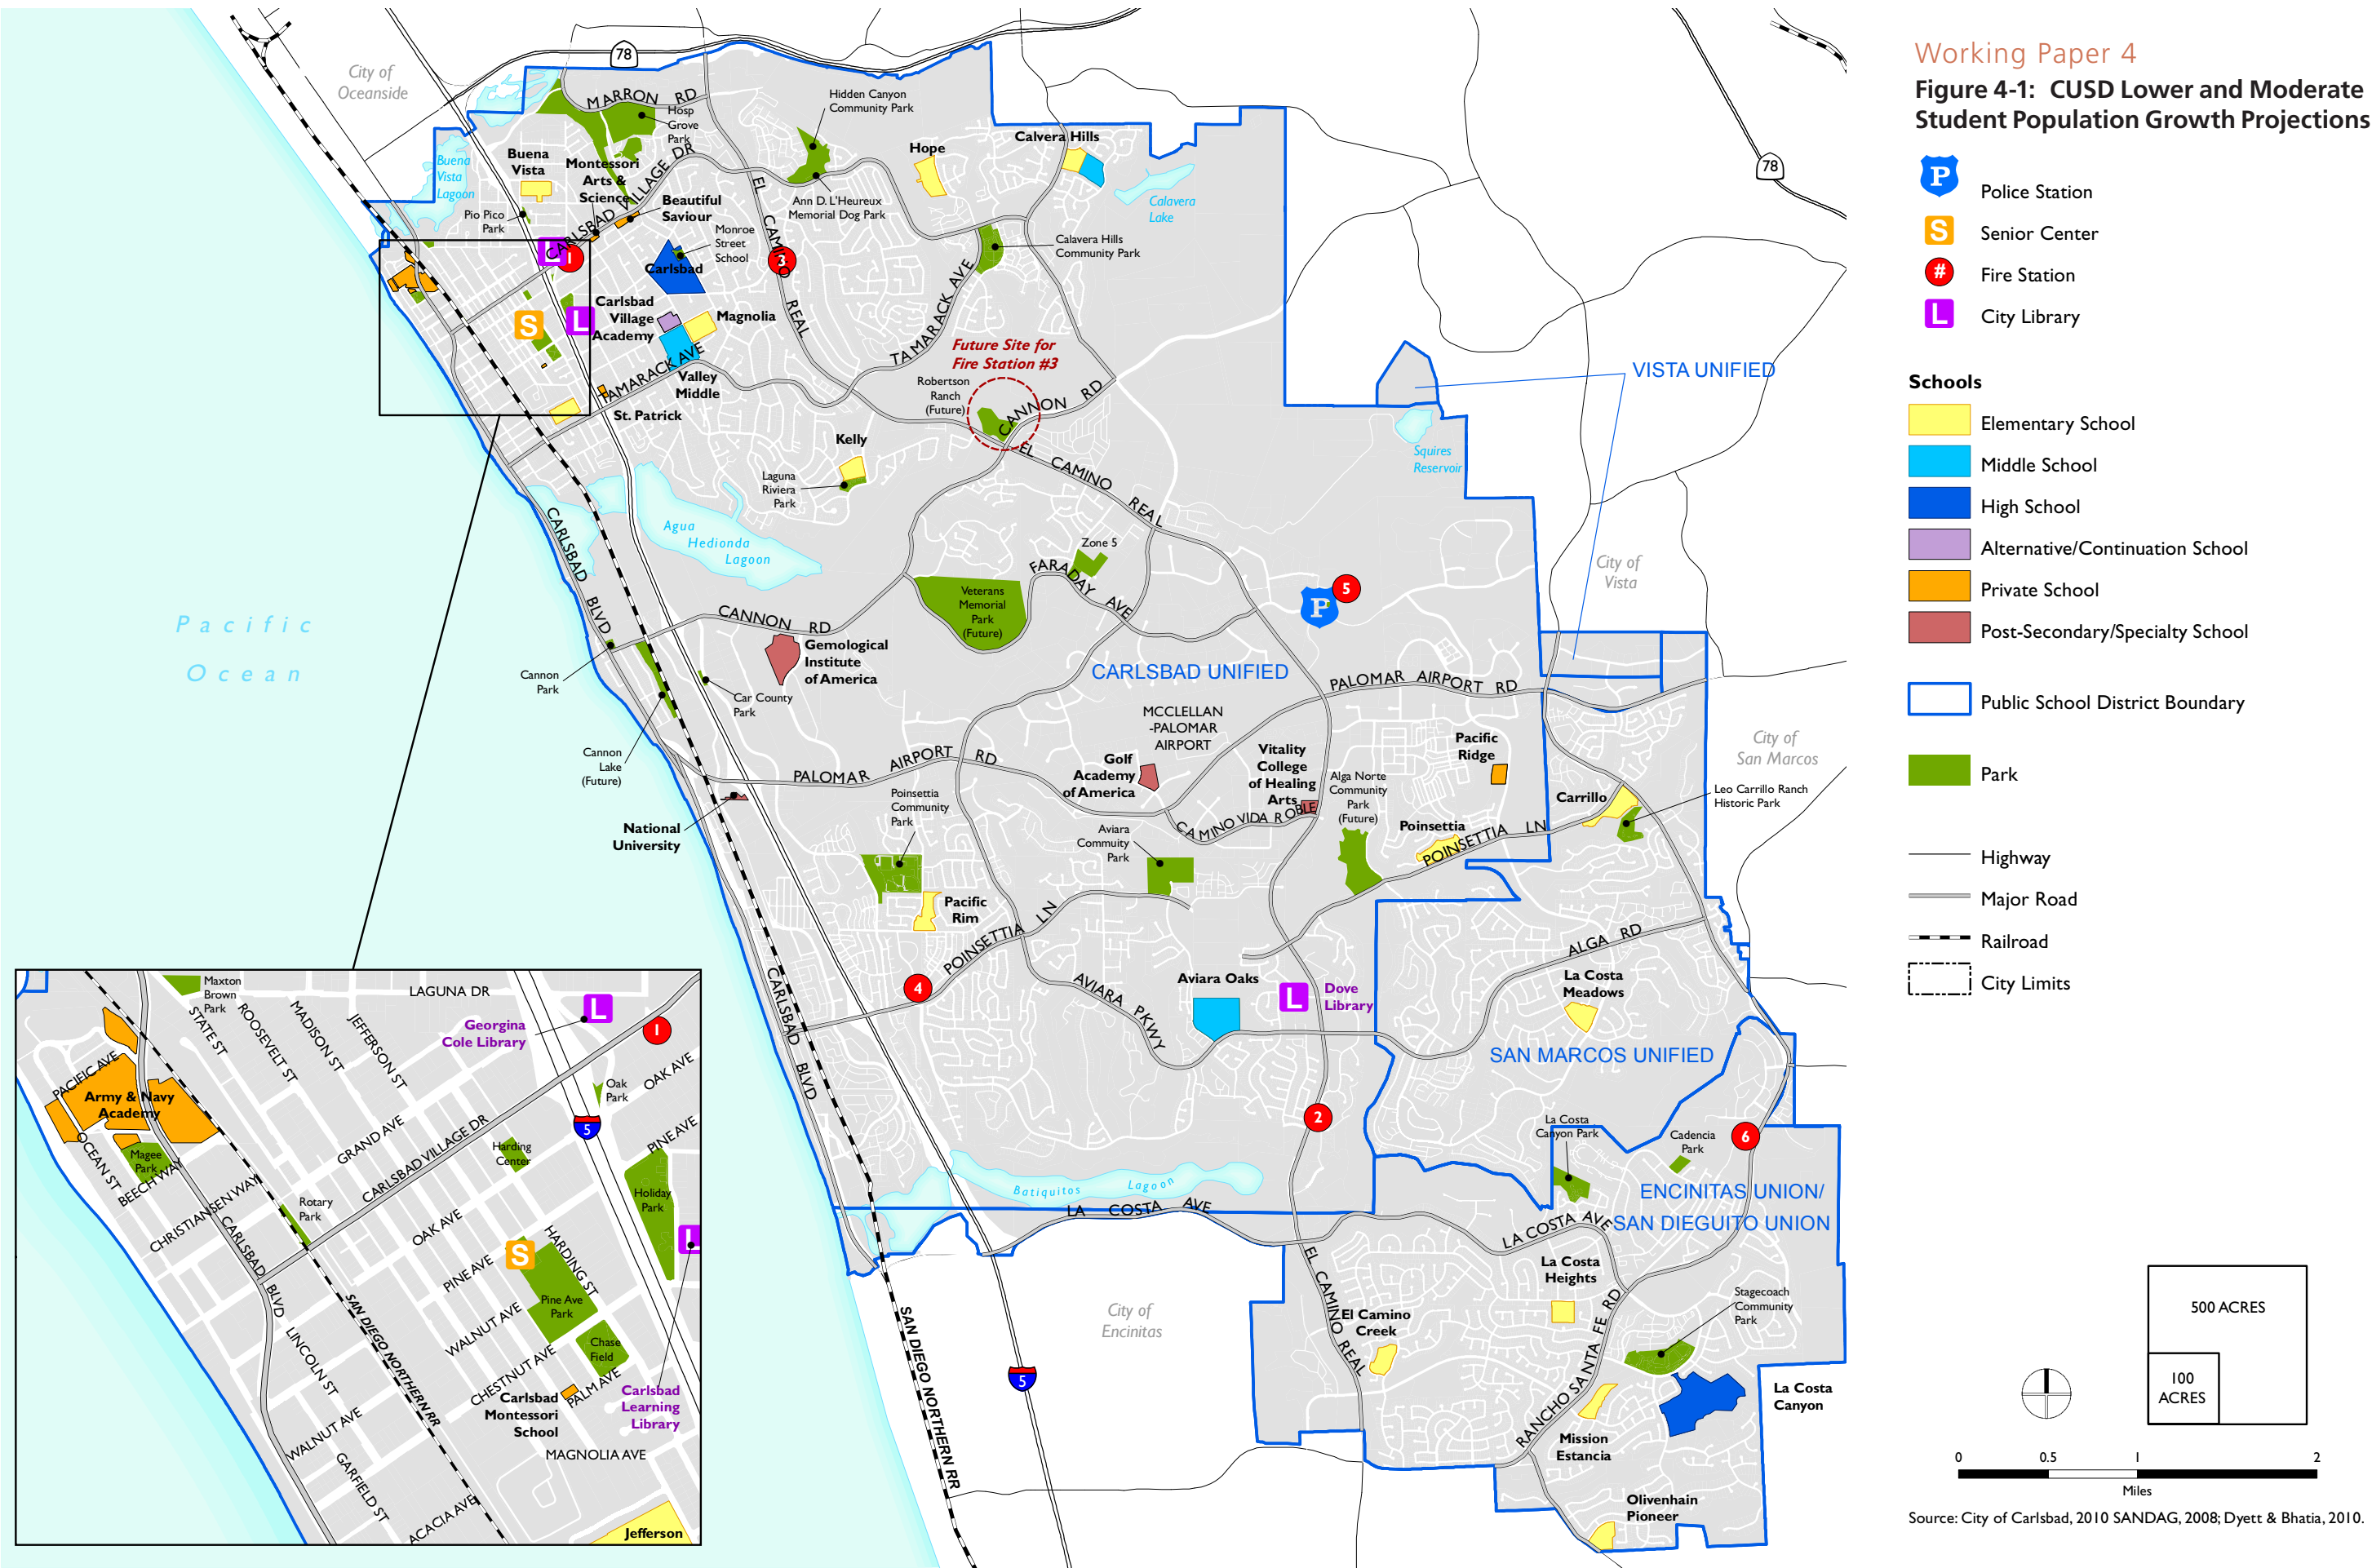 Working Paper 4
Figure 4-1: CUSD Lower and Moderate
Student Population Growth Projections
P
Police Station
S
Senior Center
#
Fire Station
L
City Library
Schools
Elementary School
Middle School
High School
Alternative/Continuation School
Private School
Post-Secondary/Specialty School
Public School District Boundary
Park
Highway
Major Road
Railroad
City Limits
500 ACRES
100
ACRES
0
0.5
1
2
Miles
Source: City of Carlsbad, 2010 SANDAG, 2008; Dyett & Bhatia, 2010.
78
78
City of
Oceanside
MARRON RD
Hosp
Grove
Park
Hidden Canyon
Community Park
Buena
Vista
Lagoon
Buena
Vista
Montessori
Arts &
Science
CARLSBAD VILLAGE DR
Beautiful
Saviour
Pio Pico
Park
Monroe
Street
School
Carlsbad
EL CAMINO REAL
Ann D. L'Heureux
Memorial Dog Park
Hope
Calvera Hills
Calavera
Lake
Calavera Hills
Community Park
L
1
3
S
L
Carlsbad
Village
Academy
Magnolia
TAMARACK AVE
TAMARACK AVE
Valley
Middle
St. Patrick
Future Site for
Fire Station #3
Robertson
Ranch
(Future)
CANNON RD
VISTA UNIFIED
Squires
Reservoir
Kelly
Laguna
Riviera
Park
EL CAMINO REAL
Agua
Hedionda
Lagoon
CARLSBAD BLVD
Zone 5
FARADAY AVE
Veterans
Memorial
Park
(Future)
P
5
City of
Vista
Pacific
Ocean
CANNON RD
Gemological
Institute
of America
CARLSBAD UNIFIED
Cannon
Park
Car County
Park
Cannon
Lake
(Future)
PALOMAR AIRPORT RD
PALOMAR AIRPORT RD
MCCLELLAN
-PALOMAR
AIRPORT
City of
San Marcos
Golf
Academy
of America
Vitality
College
of Healing
Arts
Pacific
Ridge
Alga Norte
Community
Park
(Future)
CAMINO VIDA ROBLE
Carrillo
Leo Carrillo Ranch
Historic Park
Poinsettia
POINSETTIA LN
National
University
Poinsettia
Community
Park
Aviara
Commuity
Park
Pacific
Rim
POINSETTIA LN
4
AVIARA PKWY
Aviara Oaks
L
Dove
Library
ALGA RD
La Costa
Meadows
SAN MARCOS UNIFIED
CARLSBAD BLVD
2
6
La Costa
Canyon Park
Cadencia
Park
ENCINITAS UNION/
SAN DIEGUITO UNION
Batiquitos Lagoon
LA COSTA AVE
LA COSTA AVE
EL CAMINO REAL
La Costa
Heights
El Camino
Creek
RANCHO SANTA FE RD
Stagecoach
Community
Park
La Costa
Canyon
Mission
Estancia
Olivenhain
Pioneer
City of
Encinitas
SAN DIEGO NORTHERN RR
5
Maxton
Brown
Park
LAGUNA DR
STATE ST
ROOSEVELT ST
MADISON ST
JEFFERSON ST
Georgina
Cole Library
L
1
PACIFIC AVE
Army & Navy
Academy
Oak
Park
OAK AVE
5
GRAND AVE
CARLSBAD VILLAGE DR
Harding
Center
PINE AVE
OCEAN ST
Magee
Park
BEECH WAY
CHRISTIANSEN WAY
Rotary
Park
Holiday
Park
OAK AVE
L
S
HARDING ST
PINE AVE
Pine Ave
Park
CARLSBAD BLVD
WALNUT AVE
Chase
Field
LINCOLN ST
SAN DIEGO NORTHERN RR
CHESTNUT AVE
PALM AVE
Carlsbad
Montessori
School
Carlsbad
Learning
Library
WALNUT AVE
MAGNOLIA AVE
GARFIELD ST
ACACIA AVE
Jefferson